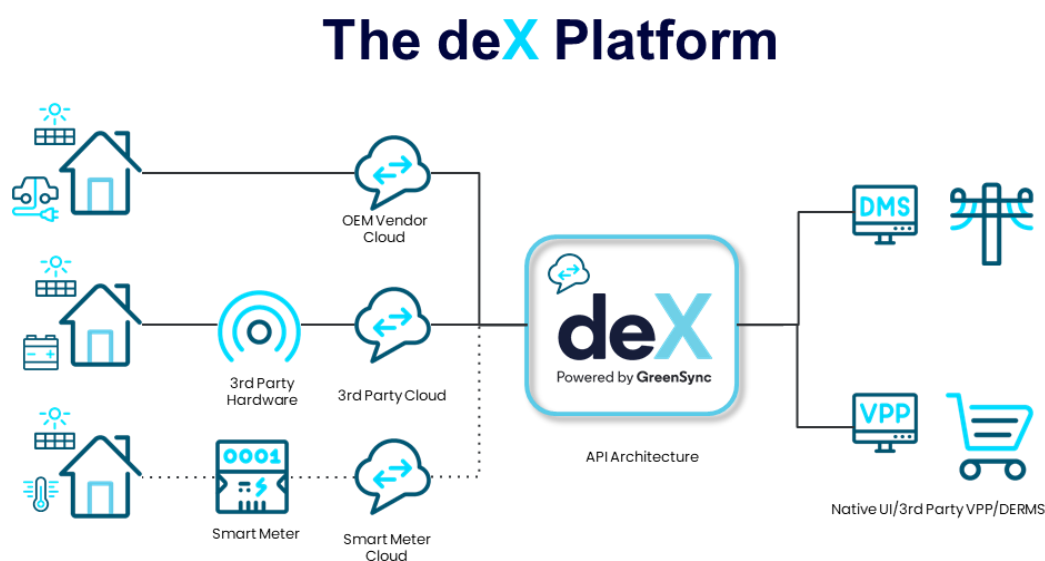 The deX Platform
OEM Vendor
Cloud
DMS
deX
Powered by GreenSync
3rd Party
Hardware
3rd Party Cloud
API Architecture
VPP
0001
Smart Meter
Smart Meter
Cloud
Native UI/3rd Party VPP/DERMS